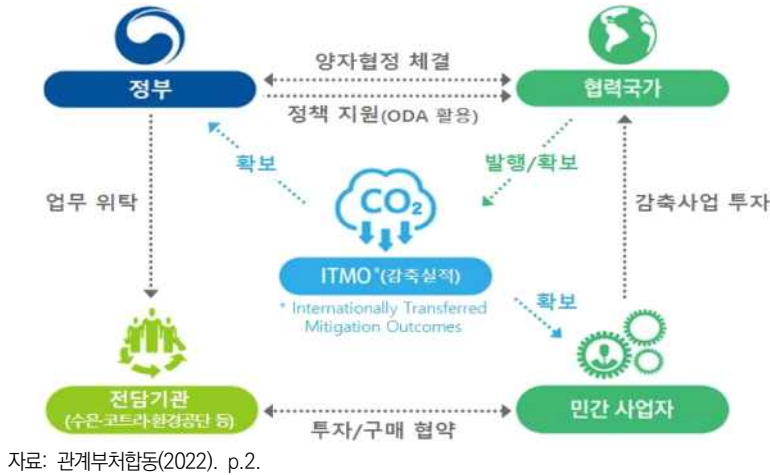 양자협정 체결
정부
협력국가
정책 지원(ODA 활용)
확보
발행/확보
업무 위탁
CO₂
감축사업 투자
ITMO*(감축실적)
* Internationally Transferred
Mitigation Outcomes
확보
전담기관
(수은·코트라·환경공단 등)
민간 사업자
투자/구매 협약
자료: 관계부처합동(2022). p.2.